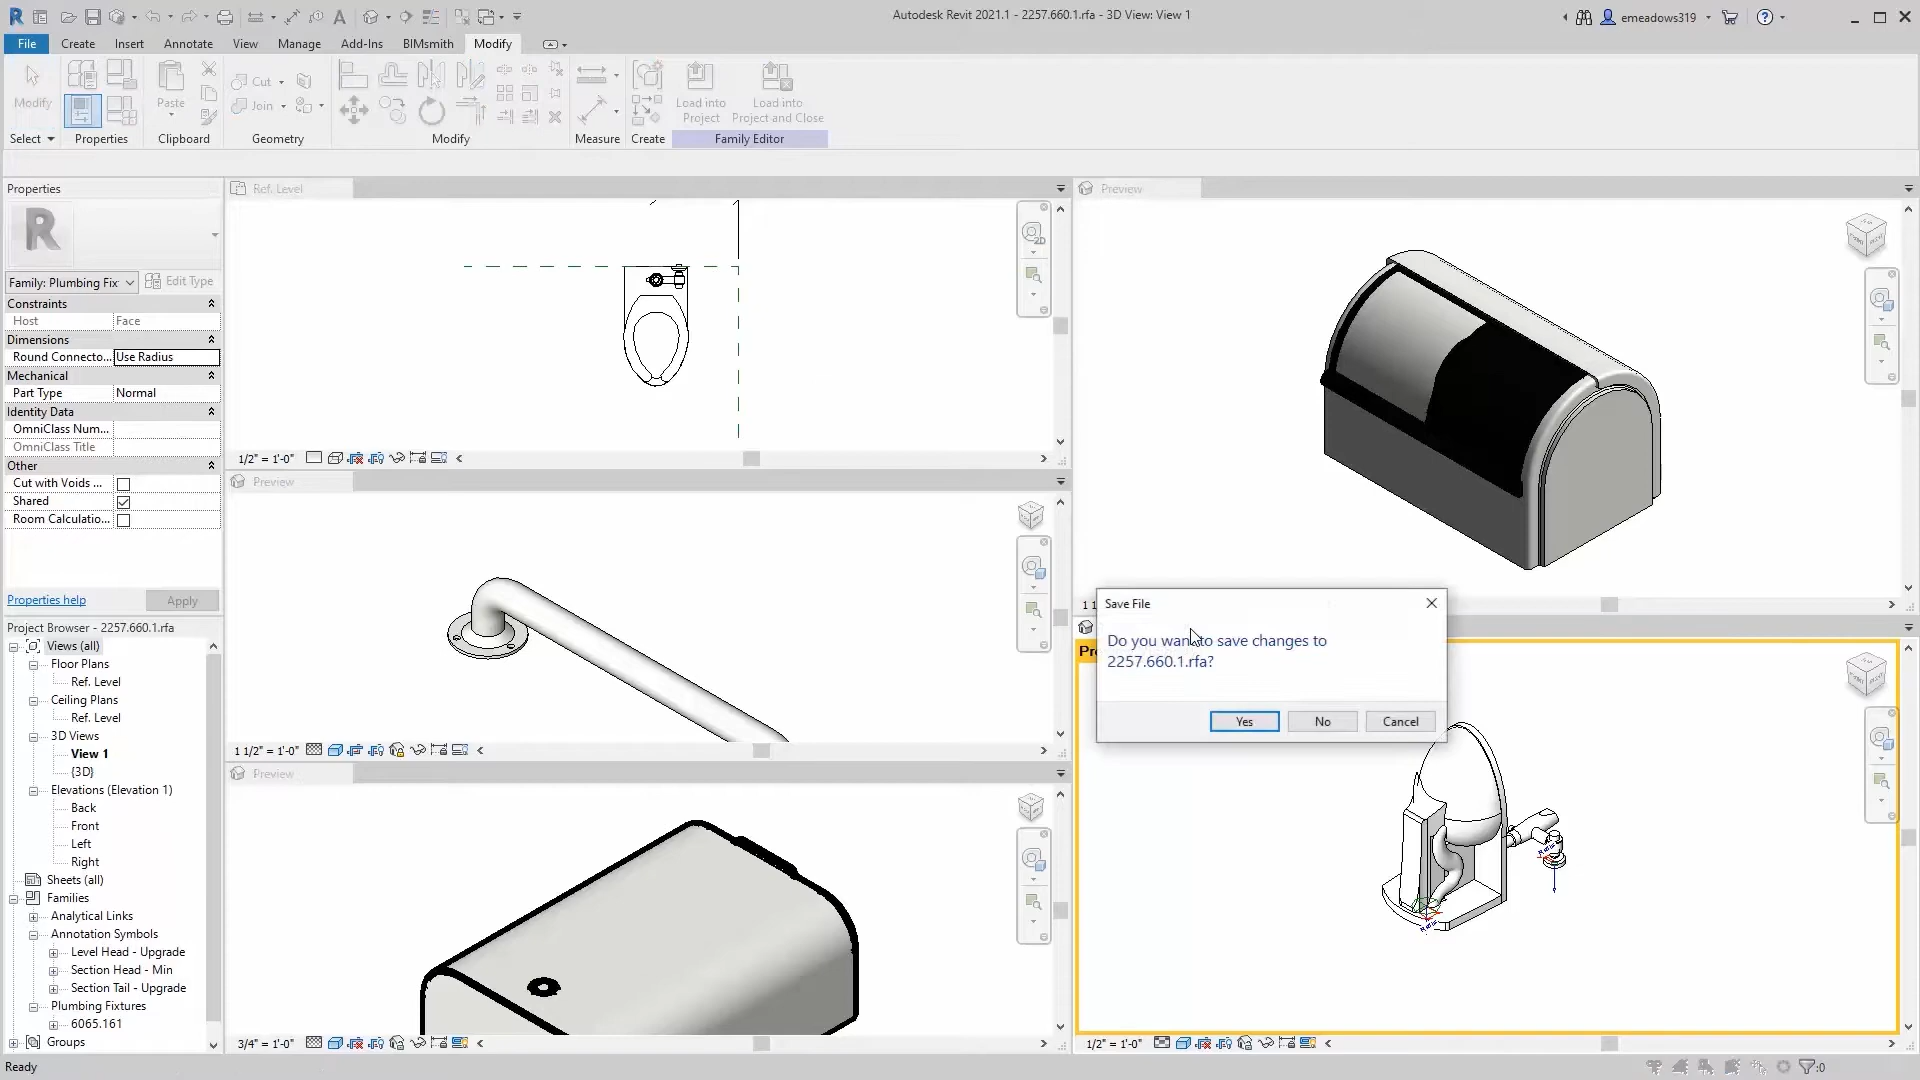 Autodesk Revit 2021.1 - 2257.660.1.rfa - 3D View: View 1
emeadows319
File Create Insert Annotate View Manage Add-Ins BIMsmith Modify
Modify
Paste
Cut
Join
Load into Project
Load into Project and Close
Select Properties Clipboard Geometry Modify Measure Create Family Editor
Properties
R
Family: Plumbing Fix
Edit Type
Constraints
Host Face
Dimensions
Round Connecto... Use Radius
Mechanical
Part Type Normal
Identity Data
OmniClass Num...
OmniClass Title
Other
Cut with Voids ...
Shared
Room Calculatio...
Properties help
Apply
Project Browser - 2257.660.1.rfa
Views (all)
Floor Plans
Ref. Level
Ceiling Plans
Ref. Level
3D Views
View 1
{3D}
Elevations (Elevation 1)
Back
Front
Left
Right
Sheets (all)
Families
Analytical Links
Annotation Symbols
Level Head - Upgrade
Section Head - Min
Section Tail - Upgrade
Plumbing Fixtures
6065.161
Groups
Ready
Ref. Level
2D
1/2" = 1'-0"
Preview
1 1/2" = 1'-0"
Preview
3/4" = 1'-0"
Preview
Save File
Do you want to save changes to
2257.660.1.rfa?
Yes
No
Cancel
1/2" = 1'-0"
:0